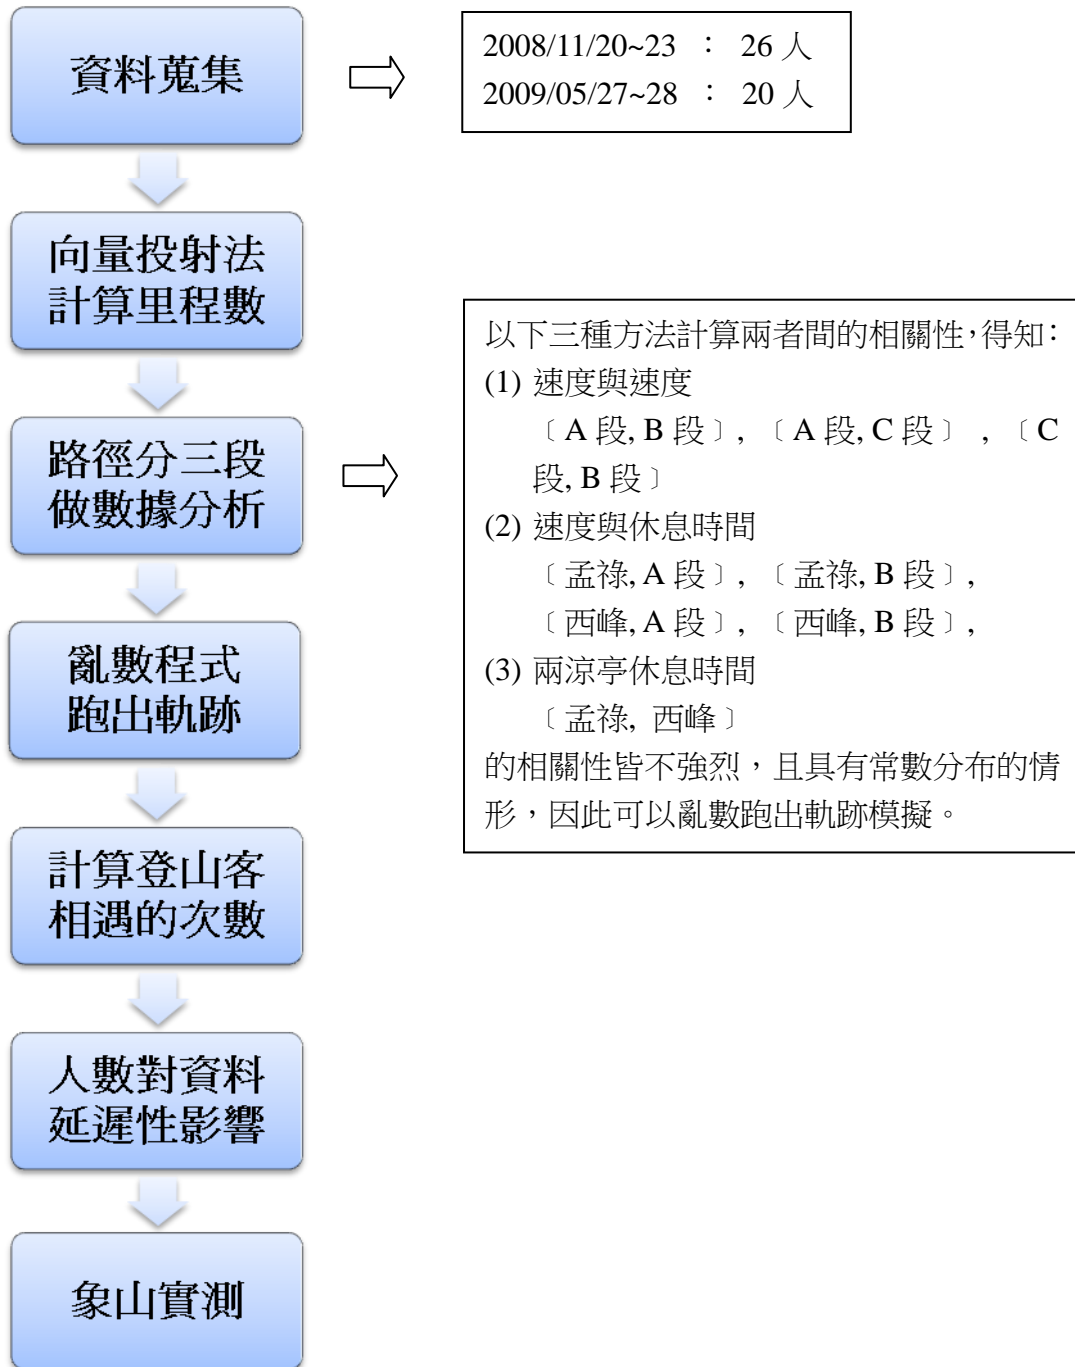 資料蒐集
2008/11/20~23 : 26 人
2009/05/27~28 : 20 人
向量投射法
計算里程數
路徑分三段
做數據分析
以下三種方法計算兩者間的相關性,得知:
(1) 速度與速度
〔A 段, B 段〕, 〔A 段, C 段〕 , 〔C
段, B 段〕
(2) 速度與休息時間
〔孟祿, A 段〕, 〔孟祿, B 段〕,
〔西峰, A 段〕, 〔西峰, B 段〕,
(3) 兩涼亭休息時間
〔孟祿, 西峰〕
的相關性皆不強烈,且具有常數分布的情
形,因此可以亂數跑出軌跡模擬。
亂數程式
跑出軌跡
計算登山客
相遇的次數
人數對資料
延遲性影響
象山實測